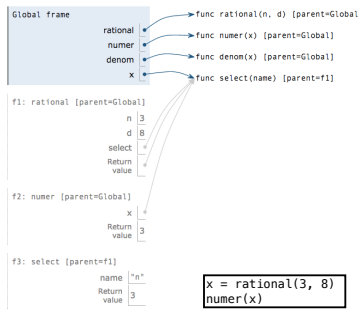 Global frame
rational
numer
denom
x
func rational(n, d) [parent=Global
func numer(x) [parent=Global]
func denom(x) [parent=Global]
func select(name) [parent=f1]
f1: rational [parent=Global]
n 3
d 8
select
Return
value
f2: numer [parent=Global]
x
Return
value 3
f3: select [parent=f1]
name "n"
Return
value 3
x = rational(3, 8)
numer(x)